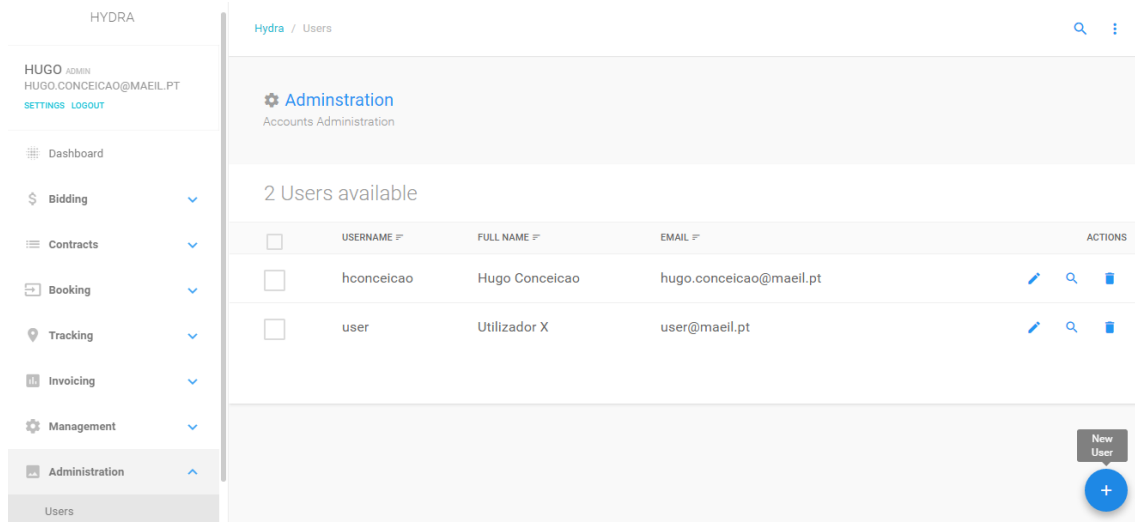 HYDRA
HUGO ADMIN
HUGO.CONCEICAO@MAEIL.PT
SETTINGS LOGOUT
Dashboard
Bidding
Contracts
Booking
Tracking
Invoicing
Management
Administration
Users
Hydra / Users
Adminstration
Accounts Administration
2 Users available
USERNAME FULL NAME EMAIL ACTIONS
hconceicao Hugo Conceicao hugo.conceicao@maeil.pt
user Utilizador X user@maeil.pt
New
User